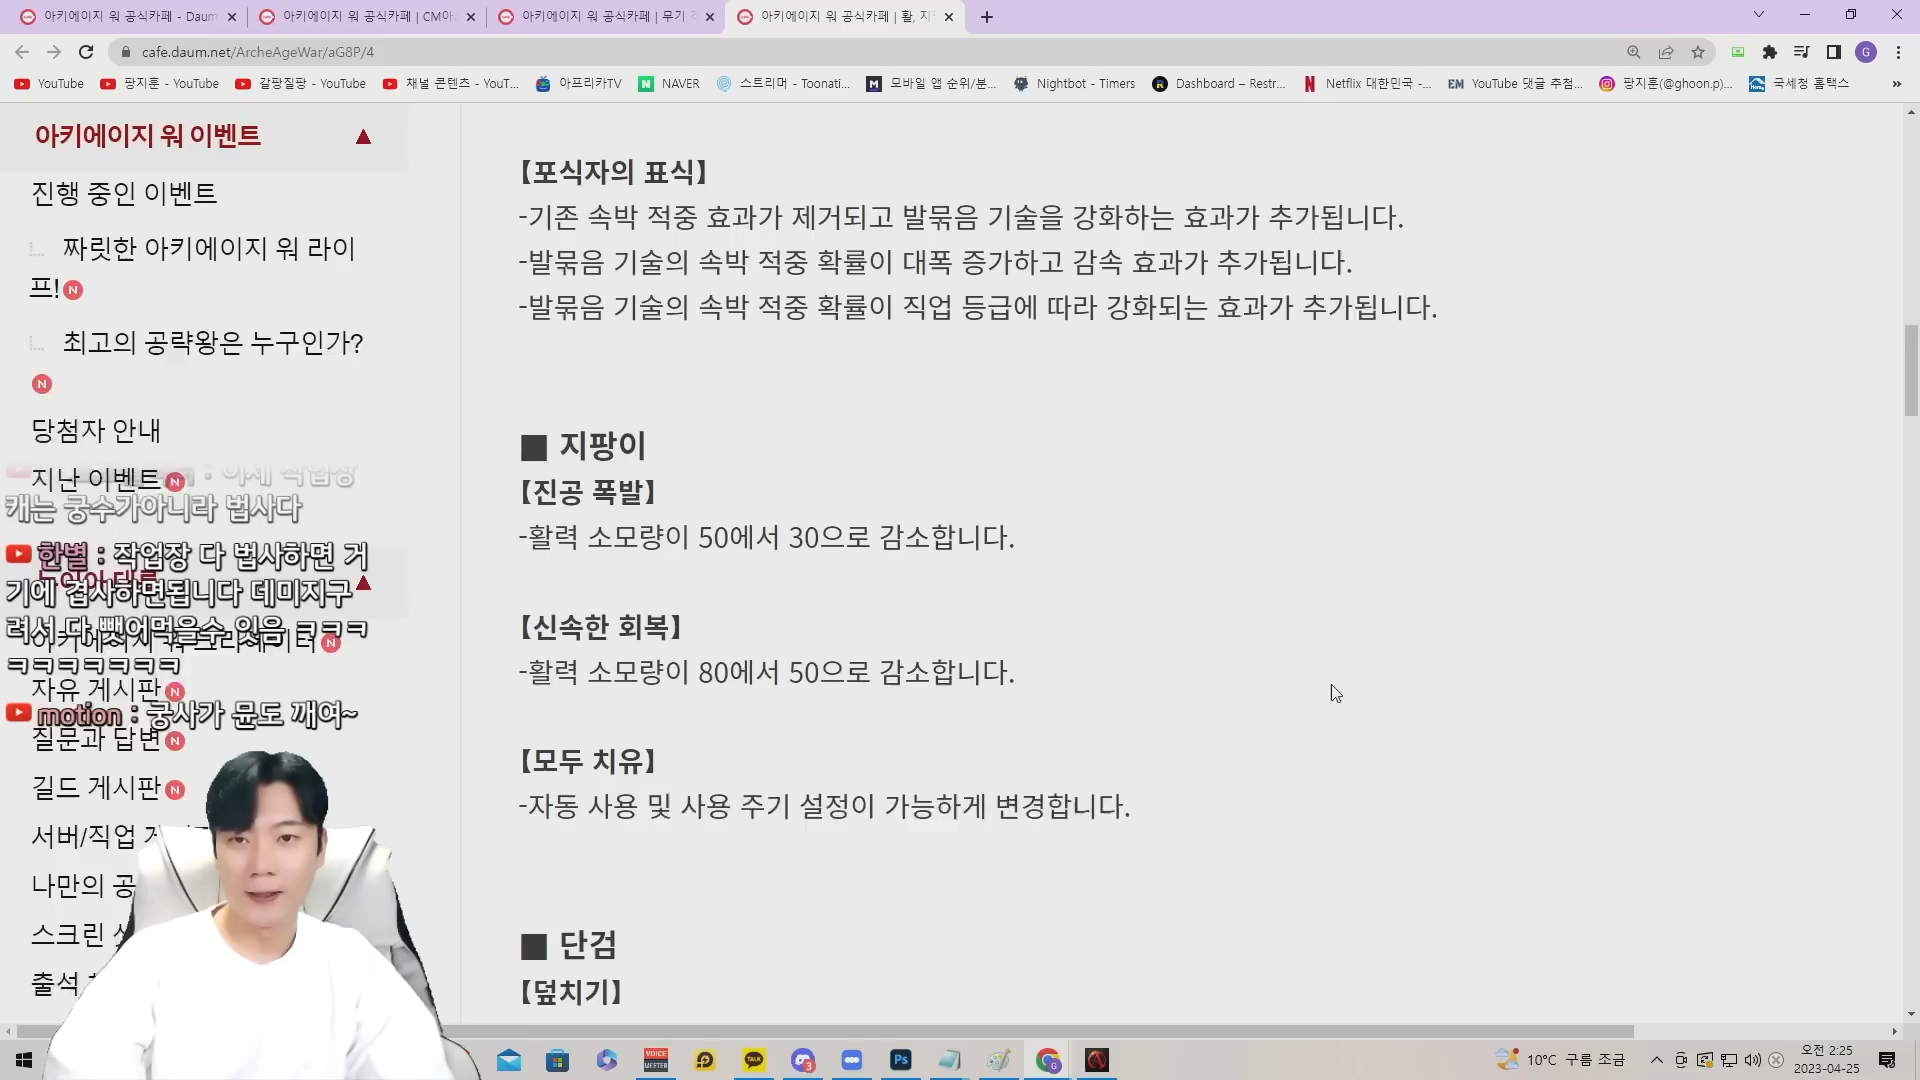 아키에이지 워 공식카페 - Daum
아키에이지 워 공식카페 | CM아
아키에이지 워 공식카페 | 무기
아키에이지 워 공식카페 | 활, 지
cafe.daum.net/ArcheAgeWar/aG8P/4
G
YouTube
팡지훈 - YouTube
갈팡질팡 - YouTube
채널 콘텐츠 - YouT...
아프리카TV
NAVER
스트리머 - Toonati...
모바일 앱 순위/분...
Nightbot - Timers
Dashboard – Restr...
Netflix 대한민국 -...
EM YouTube 댓글 추첨...
팡지훈(@ghoon.p)...
국세청 홈택스
아키에이지 워 이벤트
진행 중인 이벤트
짜릿한 아키에이지 워 라이
프! N
최고의 공략왕은 누구인가?
N
당첨자 안내
지난 이벤트 N
캐는 궁수가아니라 법사다
한별 : 작업장 다 법사하면 거
기에 겹사하면됩니다 데미지구
려서 다 뺏어먹을수 잇음 ㅋㅋㅋ
ㅋㅋㅋㅋㅋㅋㅋ
자유 게시판 N
motion : 궁사가 뮨도 깨여~
질문과 답변 N
길드 게시판 N
서버/직업
나만의 공
스크린
출석
【포식자의 표식】
-기존 속박 적중 효과가 제거되고 발묶음 기술을 강화하는 효과가 추가됩니다.
-발묶음 기술의 속박 적중 확률이 대폭 증가하고 감속 효과가 추가됩니다.
-발묶음 기술의 속박 적중 확률이 직업 등급에 따라 강화되는 효과가 추가됩니다.
■ 지팡이
【진공 폭발】
-활력 소모량이 50에서 30으로 감소합니다.
【신속한 회복】
-활력 소모량이 80에서 50으로 감소합니다.
【모두 치유】
-자동 사용 및 사용 주기 설정이 가능하게 변경합니다.
■ 단검
【덮치기】
VOICE
MEETER
TALK
3
Ps
10°C 구름 조금
오전 2:25
2023-04-25